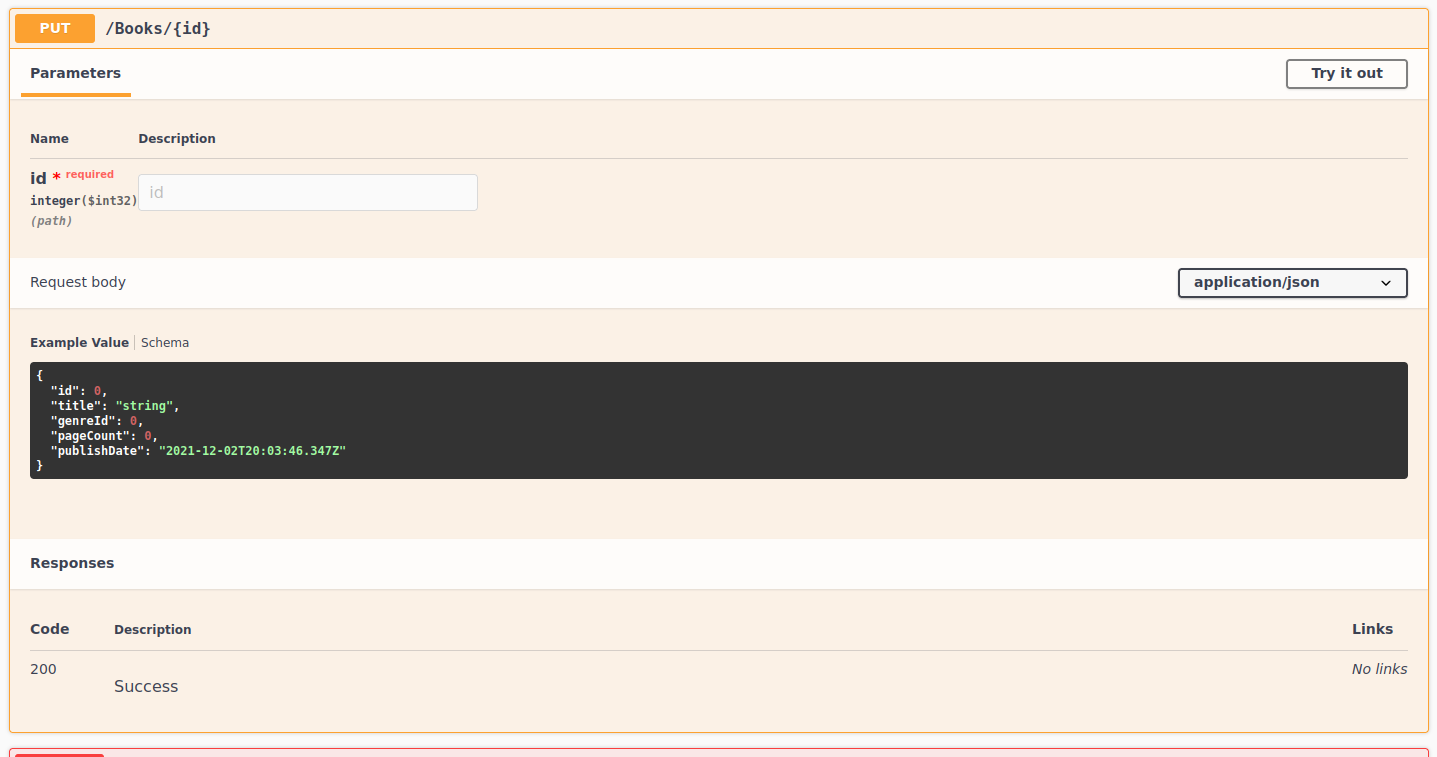 PUT /Books/{id}
Parameters
Try it out
Name Description
id * required
integer($int32)
(path)
id
Request body
application/json
Example Value Schema
{
  "id": 0,
  "title": "string",
  "genreId": 0,
  "pageCount": 0,
  "publishDate": "2021-12-02T20:03:46.347Z"
}
Responses
Code Description Links
200 Success No links